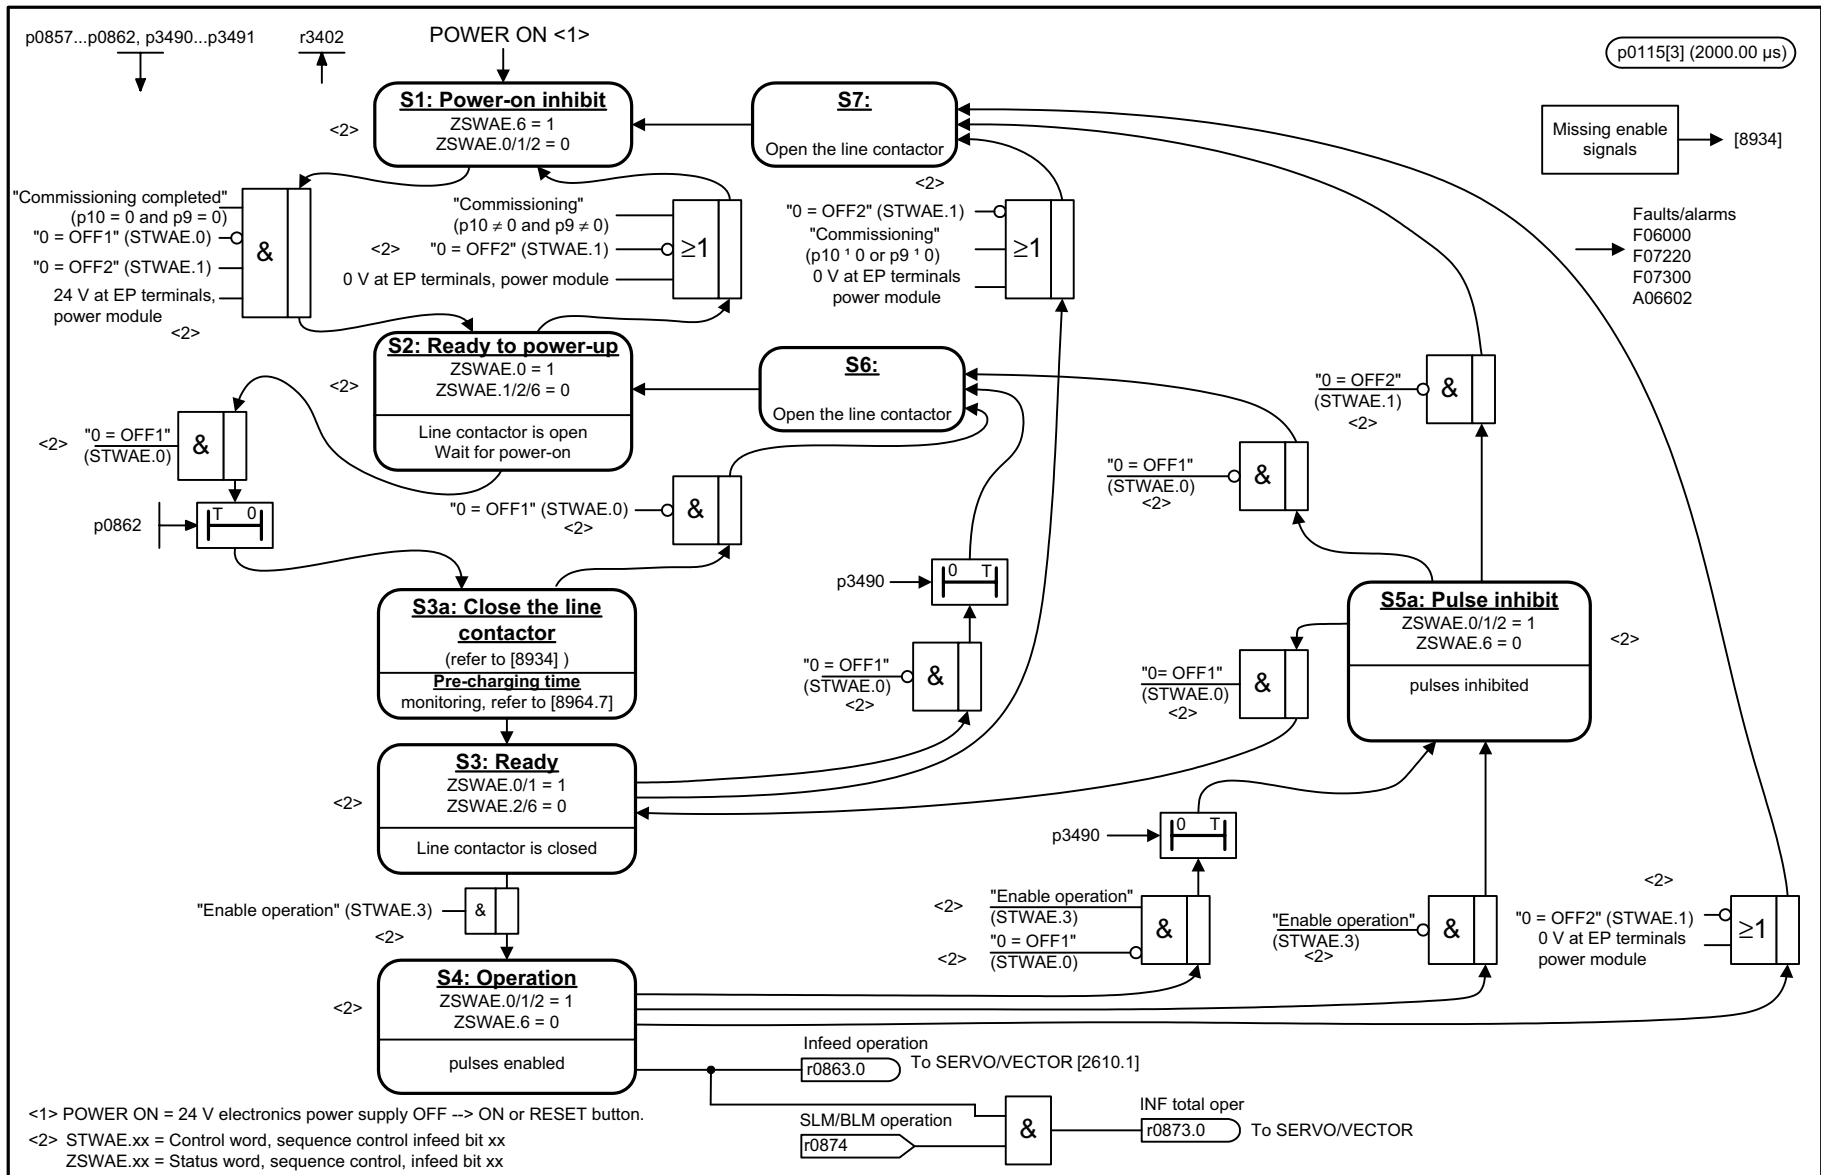 p0857...p0862, p3490...p3491
r3402
POWER ON <1>
p0115[3] (2000.00 µs)
S1: Power-on inhibit
ZSWAE.6 = 1
ZSWAE.0/1/2 = 0
<2>
S7:
Open the line contactor
<2>
Missing enable
signals
[8934]
Faults/alarms
F06000
F07220
F07300
A06602
"Commissioning completed"
(p10 = 0 and p9 = 0)
"0 = OFF1" (STWAE.0)
"0 = OFF2" (STWAE.1)
24 V at EP terminals,
power module
<2>
&
"Commissioning"
(p10 ≠ 0 and p9 ≠ 0)
<2>
"0 = OFF2" (STWAE.1)
0 V at EP terminals, power module
≥1
"0 = OFF2" (STWAE.1)
"Commissioning"
(p10 ¹ 0 or p9 ¹ 0)
0 V at EP terminals
power module
≥1
S2: Ready to power-up
ZSWAE.0 = 1
ZSWAE.1/2/6 = 0
<2>
Line contactor is open
Wait for power-on
S6:
Open the line contactor
"0 = OFF2"
(STWAE.1)
<2>
&
<2>
"0 = OFF1"
(STWAE.0)
&
p0862
T 0
"0 = OFF1" (STWAE.0)
<2>
&
"0 = OFF1"
(STWAE.0)
<2>
&
S3a: Close the line
contactor
(refer to [8934] )
Pre-charging time
monitoring, refer to [8964.7]
p3490
0 T
"0 = OFF1"
(STWAE.0)
<2>
&
"0= OFF1"
(STWAE.0)
<2>
&
S5a: Pulse inhibit
ZSWAE.0/1/2 = 1
ZSWAE.6 = 0
<2>
pulses inhibited
S3: Ready
ZSWAE.0/1 = 1
ZSWAE.2/6 = 0
<2>
Line contactor is closed
p3490
0 T
"Enable operation" (STWAE.3)
<2>
&
<2>
"Enable operation"
(STWAE.3)
<2>
"0 = OFF1"
(STWAE.0)
&
"Enable operation"
(STWAE.3)
<2>
&
<2>
"0 = OFF2" (STWAE.1)
0 V at EP terminals
power module
≥1
S4: Operation
ZSWAE.0/1/2 = 1
ZSWAE.6 = 0
<2>
pulses enabled
Infeed operation
r0863.0
To SERVO/VECTOR [2610.1]
SLM/BLM operation
r0874
&
INF total oper
r0873.0
To SERVO/VECTOR
<1> POWER ON = 24 V electronics power supply OFF --> ON or RESET button.
<2> STWAE.xx = Control word, sequence control infeed bit xx
ZSWAE.xx = Status word, sequence control, infeed bit xx